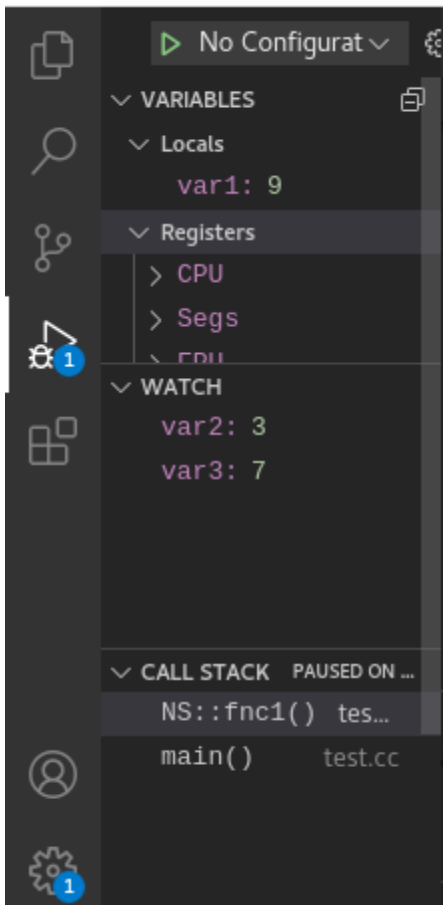 No Configurat
VARIABLES
Locals
var1: 9
Registers
CPU
Segs
FPU
1
WATCH
var2: 3
var3: 7
CALL STACK PAUSED ON ...
NS::fnc1() tes...
main() test.cc
1